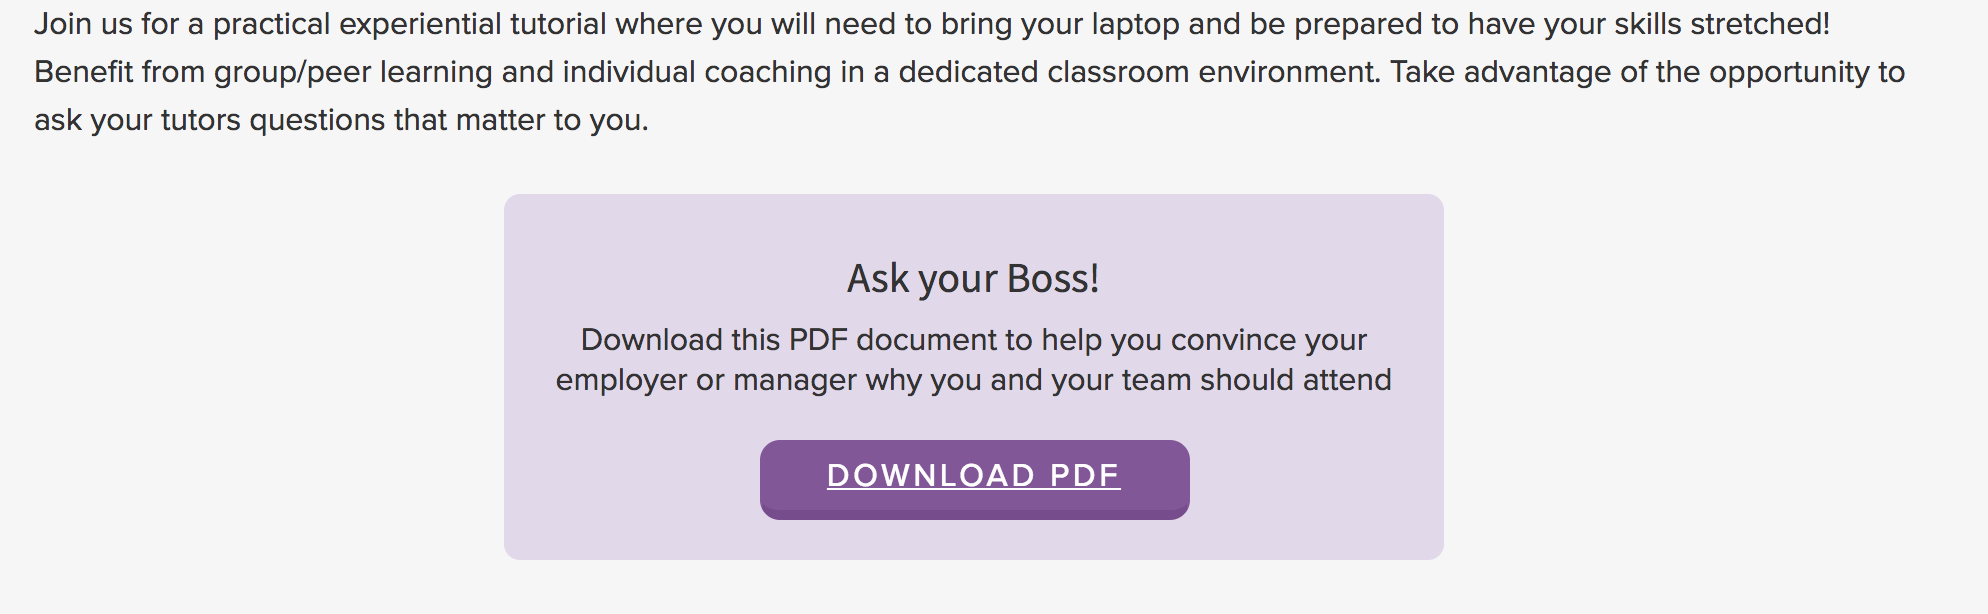 Join us for a practical experiential tutorial where you will need to bring your laptop and be prepared to have your skills stretched!
Benefit from group/peer learning and individual coaching in a dedicated classroom environment. Take advantage of the opportunity to
ask your tutors questions that matter to you.
Ask your Boss!
Download this PDF document to help you convince your
employer or manager why you and your team should attend
DOWNLOAD PDF